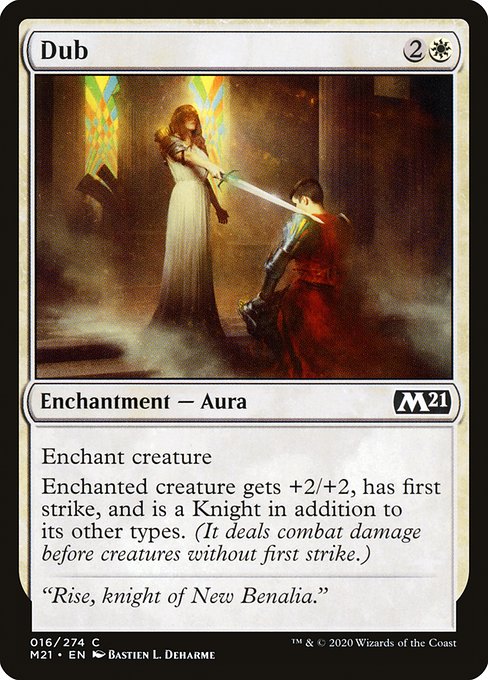 Dub 2
Enchantment — Aura M21
Enchant creature
Enchanted creature gets +2/+2, has first
strike, and is a Knight in addition to
its other types. (It deals combat damage
before creatures without first strike.)
“Rise, knight of New Benalia.”
016/274 C ™ & © 2020 Wizards of the Coast
M21 • EN Bastien L. Deharme